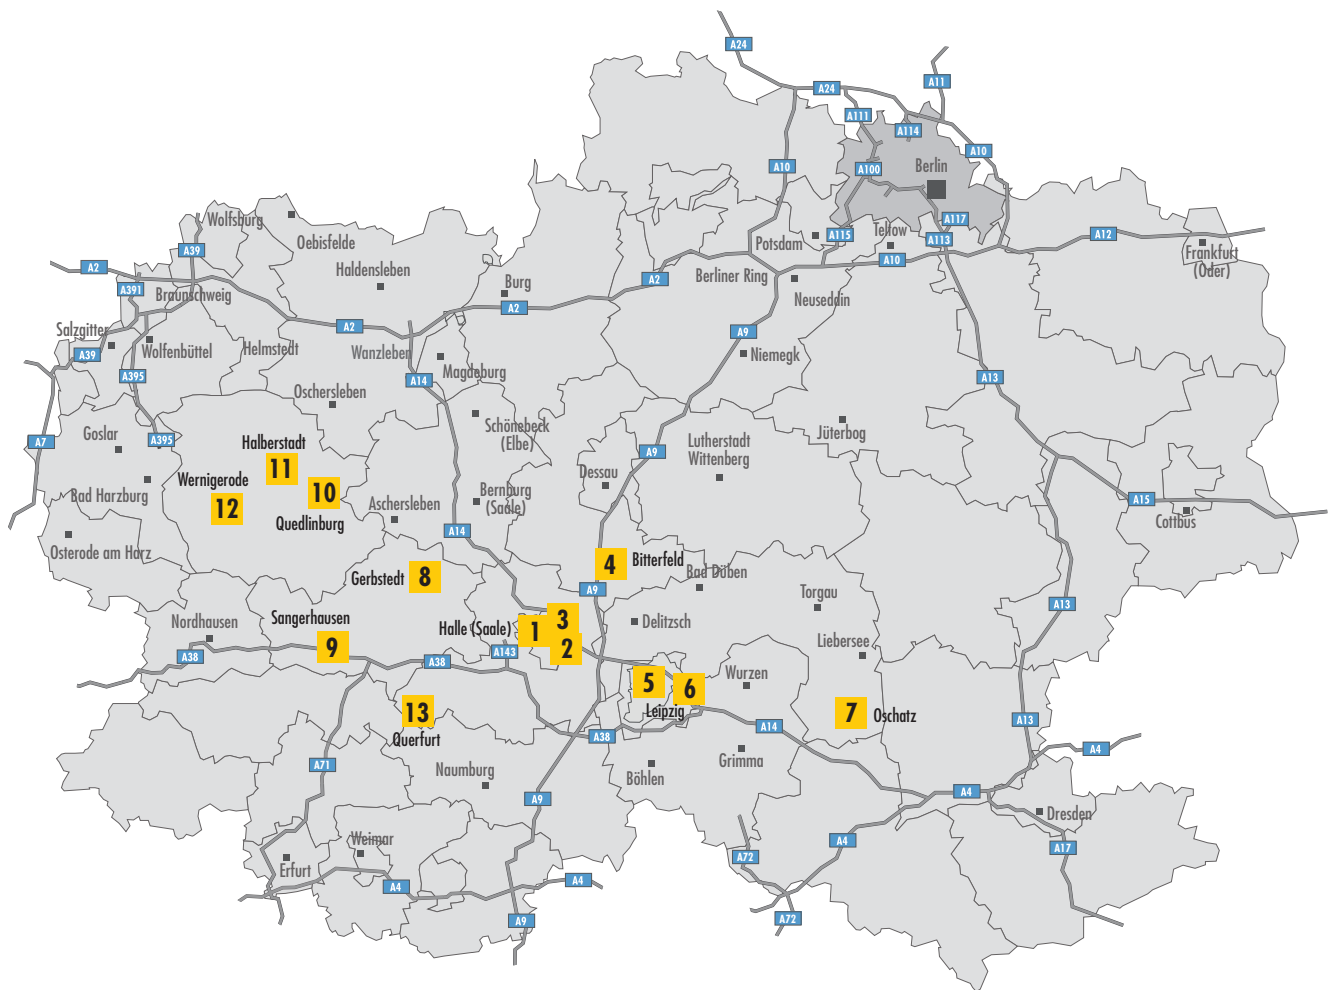 A24
A11
A24
A111
A114
A10
A10
A100
Berlin
Wolfsburg
A117
Oebisfelde
Potsdam
A115
Teltow
A113
A12
A39
Frankfurt
(Oder)
A2
Haldensleben
A10
A391
Braunschweig
Burg
A2
Berliner Ring
Neuseddin
A2
Salzgitter
A2
A9
A39
Wolfenbüttel
Helmstedt
Wanzleben
Niemegk
A395
Magdeburg
A14
A13
Oschersleben
Goslar
A7
A395
Halberstadt
Schönebeck
(Elbe)
Jüterbog
Lutherstadt
Wittenberg
A9
11
Wernigerode
Dessau
Bad Harzburg
10
Bernburg
(Saale)
12
Aschersleben
A15
Quedlinburg
Cottbus
Osterode am Harz
A14
4
Bitterfeld
Gerbstedt
8
Bad Düben
A9
Torgau
A13
Sangerhausen
Nordhausen
3
Halle (Saale)
1
Delitzsch
9
2
Liebersee
A38
A38
A143
5
6
Wurzen
Leipzig
13
7
Oschatz
A14
A13
Querfurt
A38
A4
A71
Naumburg
Böhlen
Grimma
A9
A4
Dresden
Weimar
A4
A17
Erfurt
A72
A4
A4
A9
A72